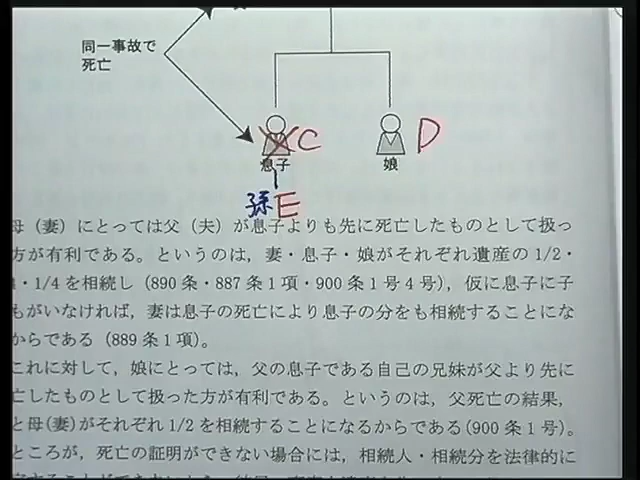 同一事故で
死亡
C
D
息子
娘
孫E
母（妻）にとっては父（夫）が息子よりも先に死亡したものとして扱っ
方が有利である。というのは，妻・息子・娘がそれぞれ遺産の1/2・
・1/4を相続し（890条・887条1項・900条1号4号），仮に息子に子
もがいなければ，妻は息子の死亡により息子の分をも相続することにな
からである（889条1項）。
これに対して，娘にとっては，父の息子である自己の兄妹が父より先に
亡したものとして扱った方が有利である。というのは，父死亡の結果，
と母(妻)がそれぞれ1/2を相続することになるからである(900条1号)。
ところが，死亡の証明ができない場合には，相続人・相続分を法律的に